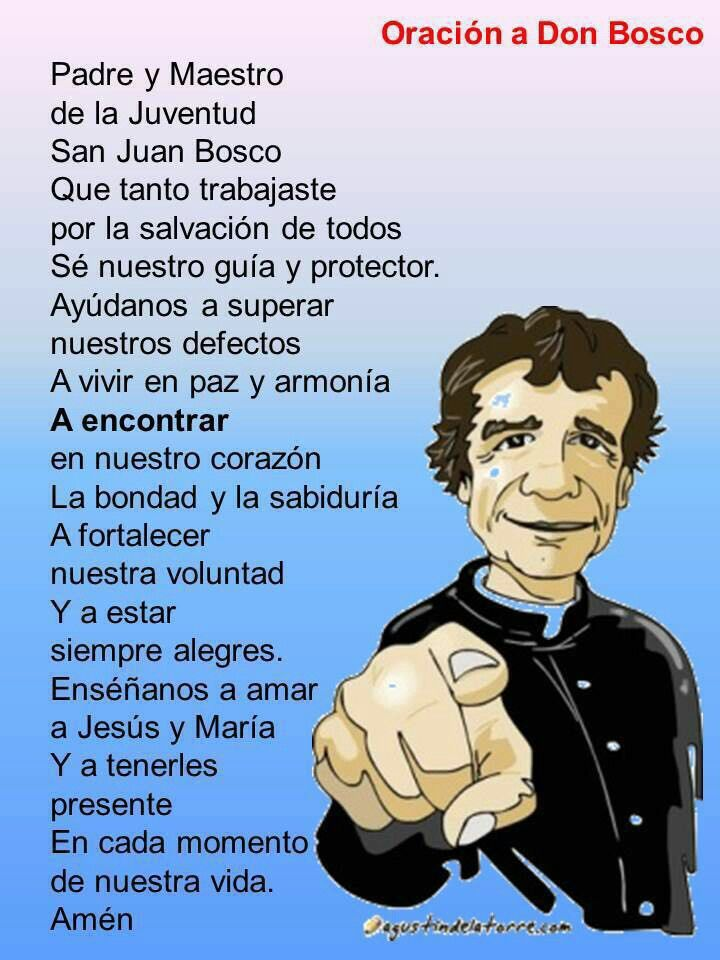 Oración a Don Bosco
Padre y Maestro
de la Juventud
San Juan Bosco
Que tanto trabajaste
por la salvación de todos
Sé nuestro guía y protector.
Ayúdanos a superar
nuestros defectos
A vivir en paz y armonía
A encontrar
en nuestro corazón
La bondad y la sabiduría
A fortalecer
nuestra voluntad
Y a estar
siempre alegres.
Enséñanos a amar
a Jesús y María
Y a tenerles
presente
En cada momento
de nuestra vida.
Amén
agustindelatorre.com